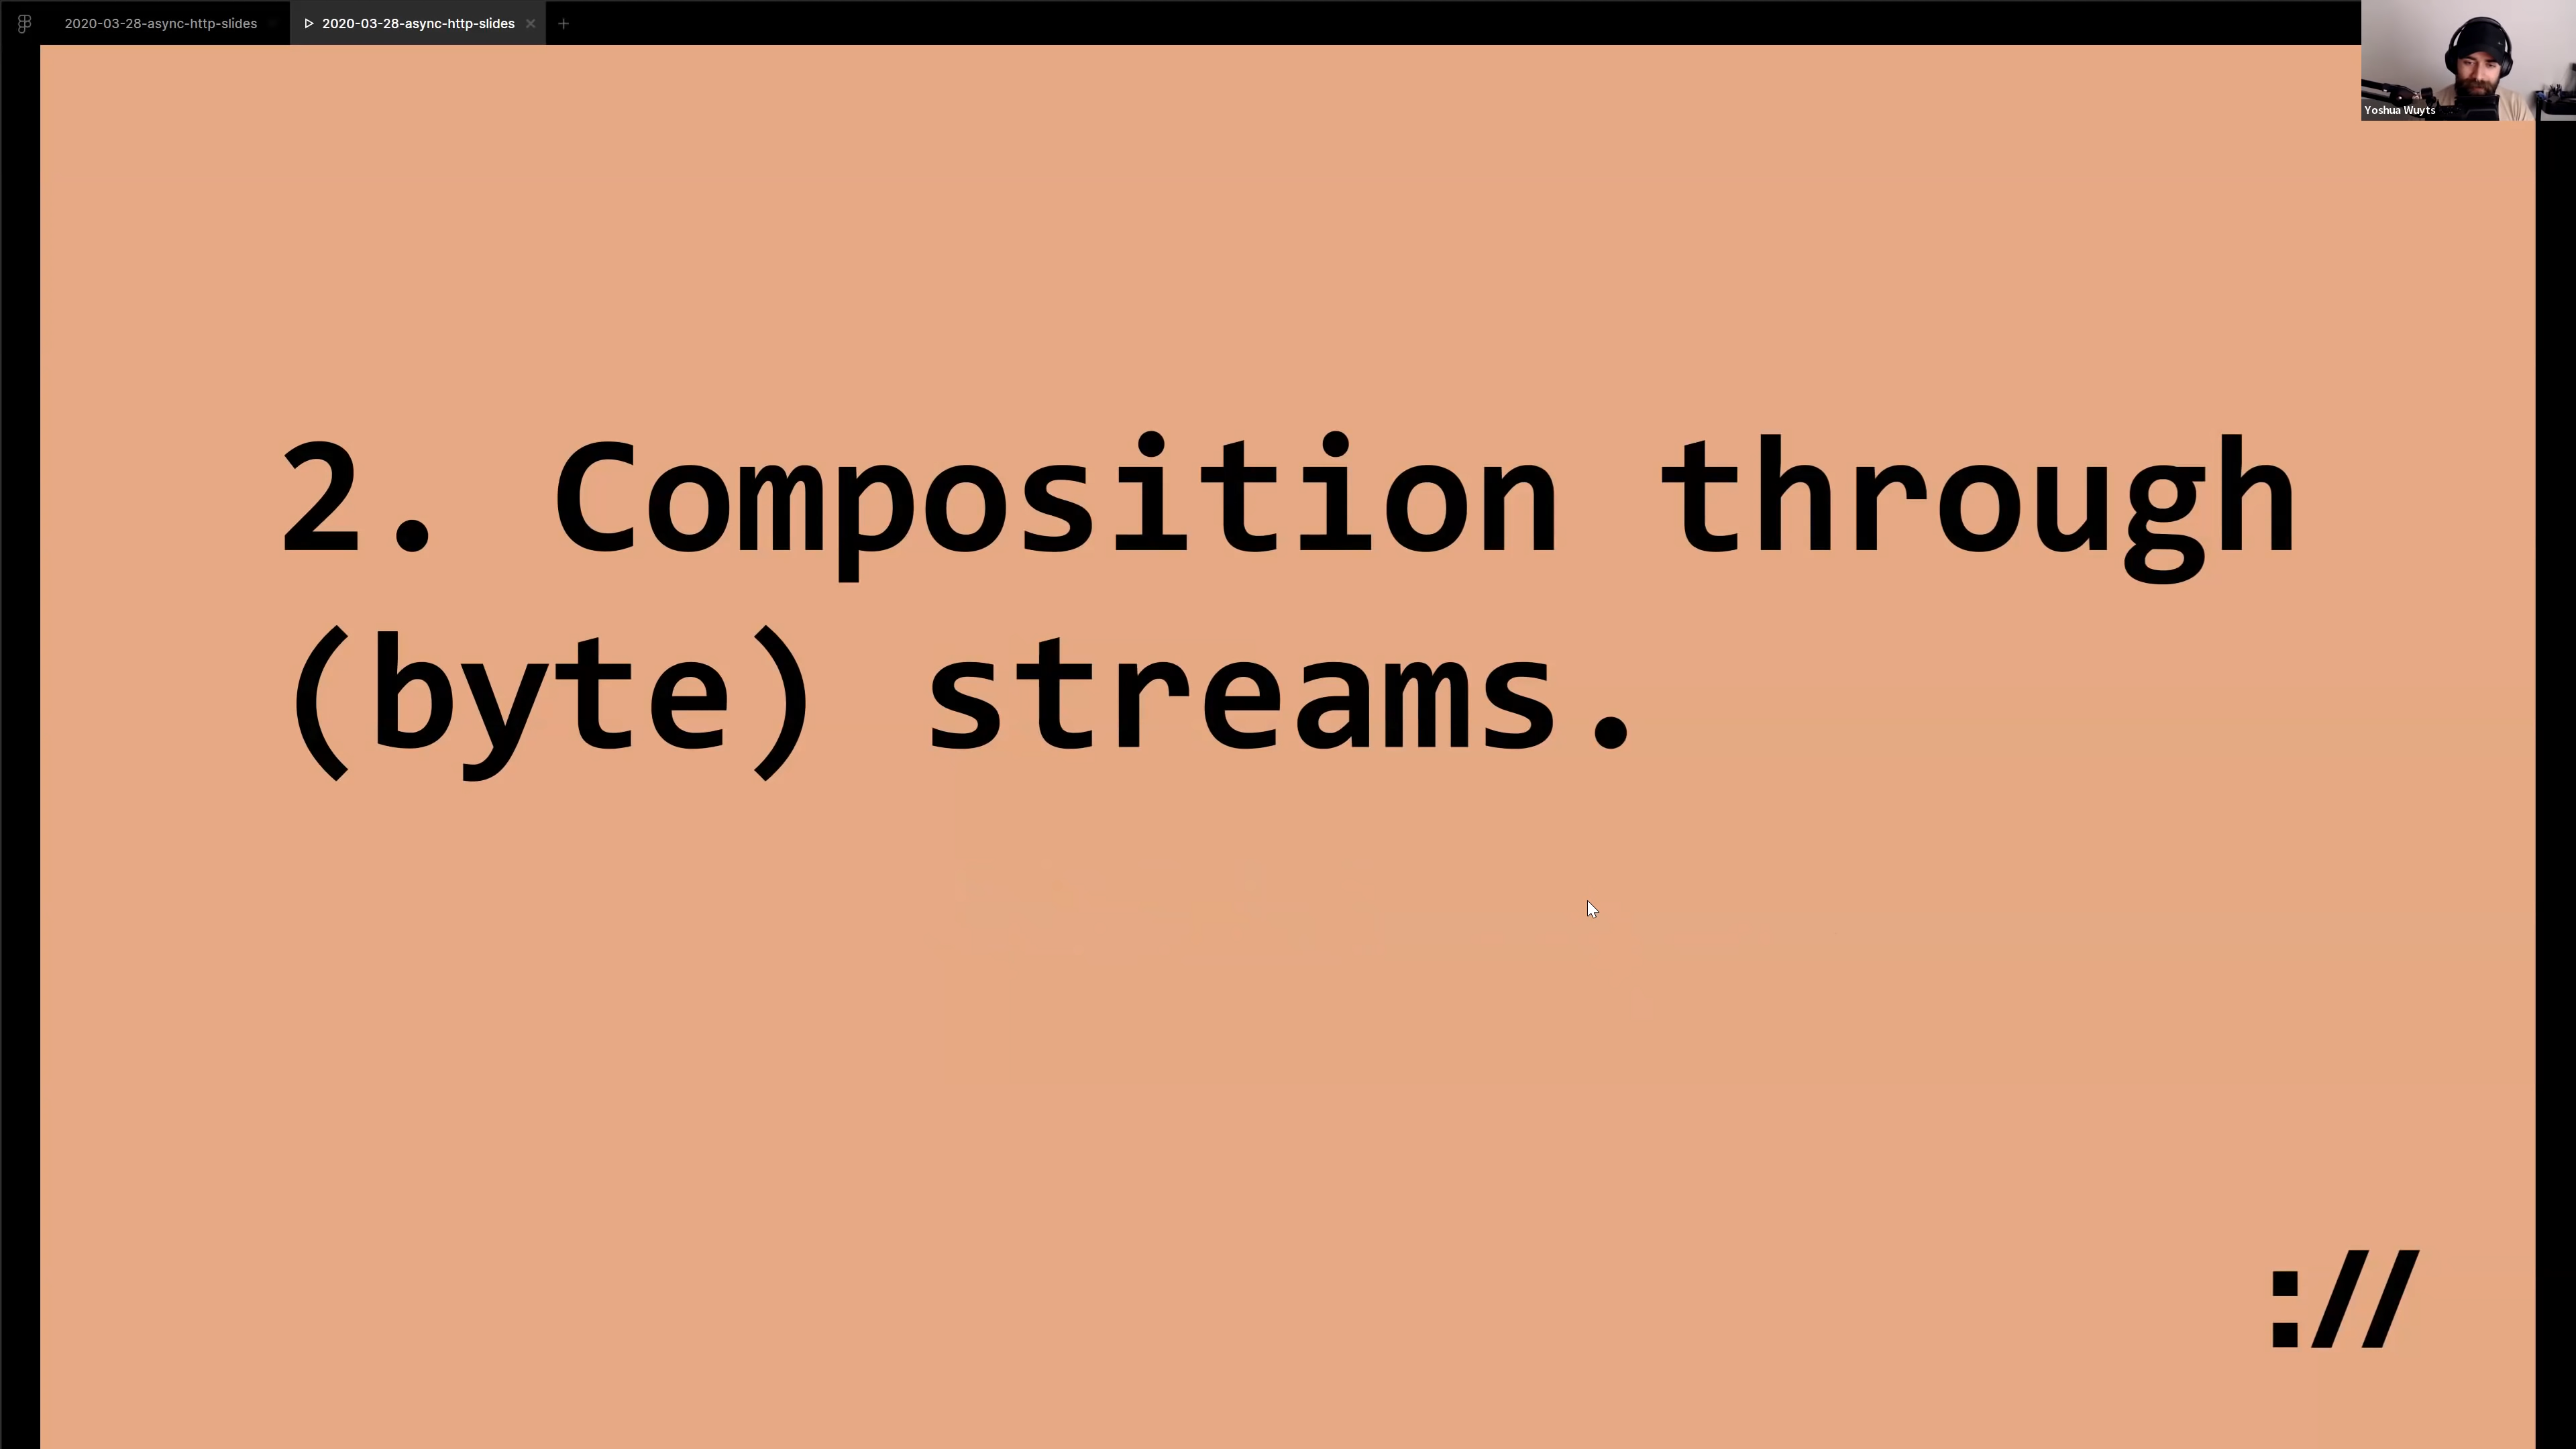 2020-03-28-async-http-slides
2020-03-28-async-http-slides
Yoshua Wuyts
2. Composition through
(byte) streams.
://